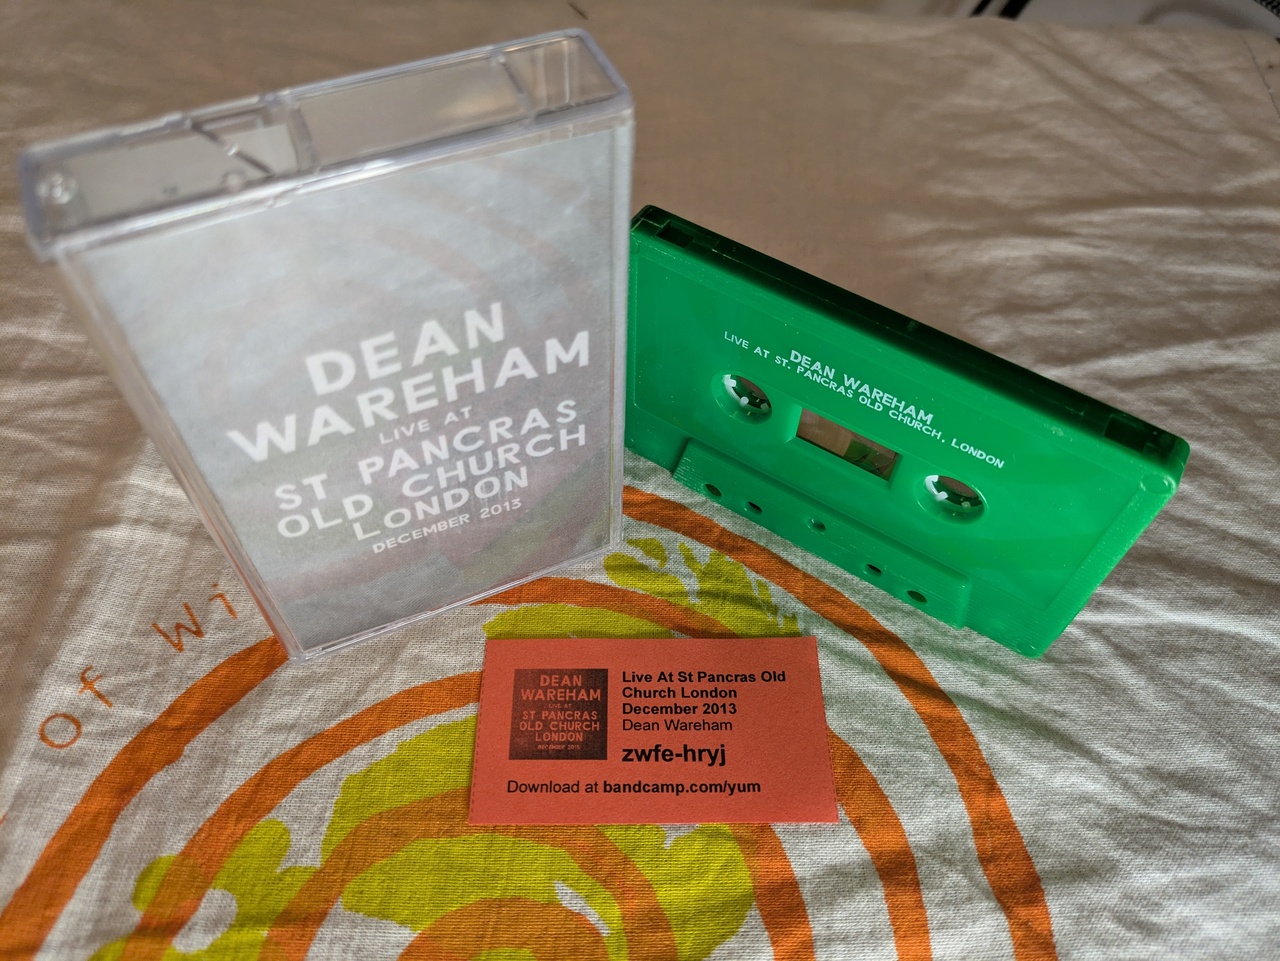 DEAN
WAREHAM
LIVE AT
ST PANCRAS
OLD CHURCH
LONDON
DECEMBER 2013
DEAN WAREHAM
LIVE AT ST. PANCRAS OLD CHURCH, LONDON
DEAN
WAREHAM
LIVE AT
ST PANCRAS
OLD CHURCH
LONDON
DECEMBER 2013
Live At St Pancras Old
Church London
December 2013
Dean Wareham
zwfe-hryj
Download at bandcamp.com/yum
of